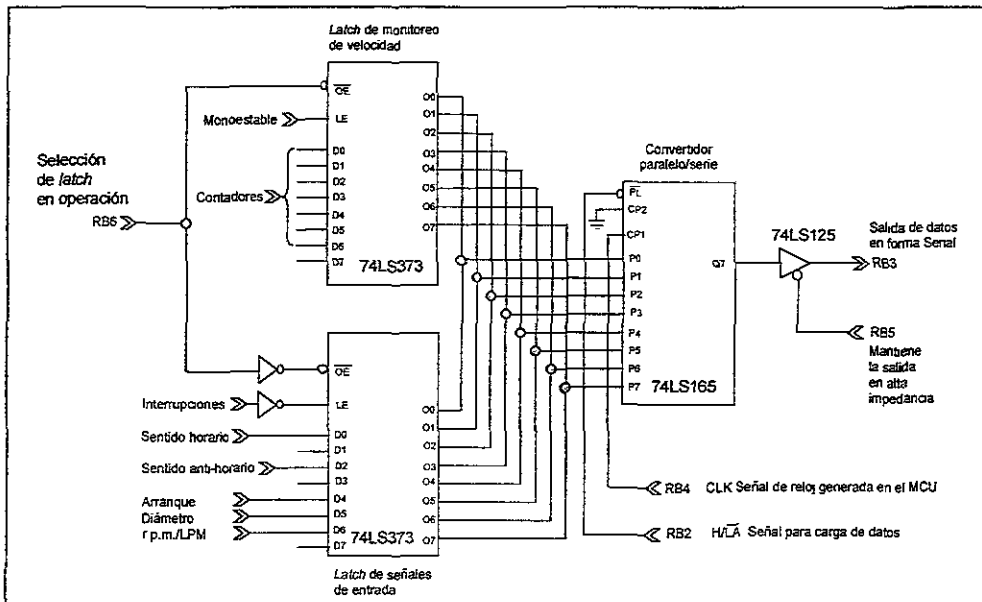 Latch de monitoreo
de velocidad
OE
LE
Monoestable
D0
D1
D2
D3
D4
D5
D6
D7
Contadores
O0
O1
O2
O3
O4
O5
O6
O7
74LS373
Selección
de latch
en operación
RB6
Convertidor
paralelo/serie
PL
CP2
CP1
P0
P1
P2
P3
P4
P5
P6
P7
Q7
74LS165
74LS125
Salida de datos
en forma Serial
RB3
RB5
Mantiene
la salida
en alta
impedancia
OE
LE
Interrupciones
Sentido horario
Sentido anti-horario
Arranque
Diámetro
r p.m./LPM
D0
D1
D2
D3
D4
D5
D6
D7
O0
O1
O2
O3
O4
O5
O6
O7
74LS373
Latch de señales
de entrada
RB4 CLK Señal de reloj generada en el MCU
RB2 H/LA Señal para carga de datos